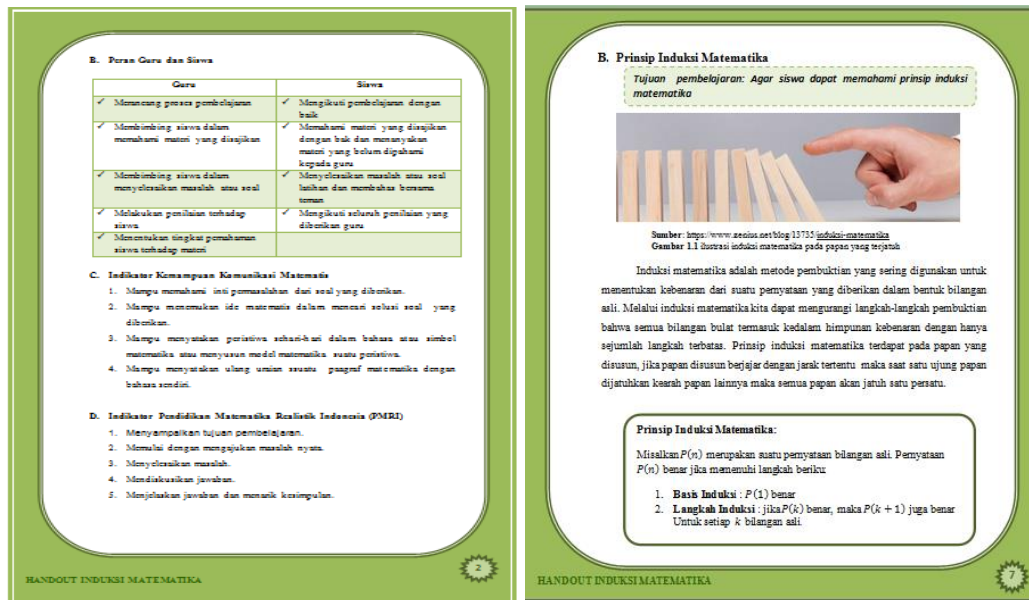 B. Peran Guru dan Siswa
Guru
Siswa
✓ Merancang proses pembelajaran
✓ Mengikuti pembelajaran dengan
baik
✓ Membimbing siswa dalam
memahami materi yang disajikan
✓ Memahami materi yang disajikan
dengan baik dan menanyakan
materi yang belum dipahami
kepada guru
✓ Membimbing siswa dalam
menyelesaikan masalah atau soal
✓ Menyelesaikan masalah atau soal
latihan dan membahas bersama
teman
✓ Melakukan penilaian terhadap
siswa
✓ Mengikuti seluruh penilaian yang
diberikan guru
✓ Menentukan tingkat pemahaman
siswa terhadap materi
C. Indikator Kemampuan Komunikasi Matematis
1. Mampu memahami inti permasalahan dari soal yang diberikan.
2. Mampu menemukan ide matematis dalam mencari solusi soal yang
diberikan.
3. Mampu menyatakan peristiwa sehari-hari dalam bahasa atau simbol
matematika atau menyusun model matematika suatu peristiwa.
4. Mampu menyatakan ulang uraian ssuatu paagraf matematika dengan
bahasa sendiri.
D. Indikator Pendidikan Matematika Realistik Indonesia (PMRI)
1. Menyampaikan tujuan pembelajaran.
2. Memulai dengan mengajukan masalah nyata.
3. Menyelesaikan masalah.
4. Mendiskusikan jawaban.
5. Menjelaskan jawaban dan menarik kesimpulan.
HANDOUT INDUKSI MATEMATIKA
2
B. Prinsip Induksi Matematika
Tujuan pembelajaran: Agar siswa dapat memahami prinsip induksi
matematika
Sumber: https://www.zenius.net/blog/13735/induksi-matematika
Gambar 1.1 ilustrasi induksi matematika pada papan yang terjatuh
Induksi matematika adalah metode pembuktian yang sering digunakan untuk
menentukan kebenaran dari suatu pernyataan yang diberikan dalam bentuk bilangan
asli. Melalui induksi matematika kita dapat mengurangi langkah-langkah pembuktian
bahwa semua bilangan bulat termasuk kedalam himpunan kebenaran dengan hanya
sejumlah langkah terbatas. Prinsip induksi matematika terdapat pada papan yang
disusun, jika papan disusun berjajar dengan jarak tertentu maka saat satu ujung papan
dijatuhkan kearah papan lainnya maka semua papan akan jatuh satu persatu.
Prinsip Induksi Matematika:
Misalkan P(n) merupakan suatu pernyataan bilangan asli. Pernyataan
P(n) benar jika memenuhi langkah beriku:
1. Basis Induksi : P(1) benar
2. Langkah Induksi : jika P(k) benar, maka P(k + 1) juga benar
Untuk setiap k bilangan asli.
HANDOUT INDUKSI MATEMATIKA
7